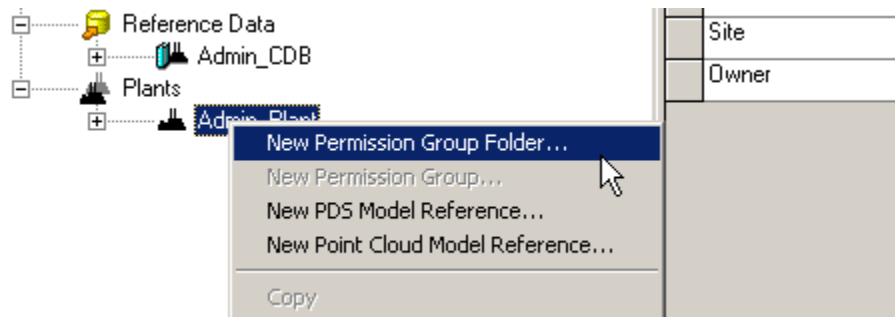 Reference Data
Admin_CDB
Plants
Admin_Plant
New Permission Group Folder...
New Permission Group...
New PDS Model Reference...
New Point Cloud Model Reference...
Copy
Site
Owner